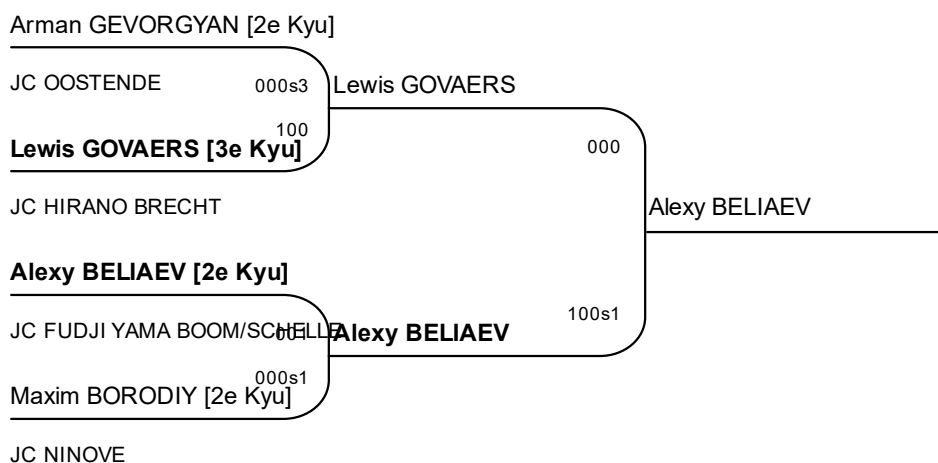 Arman GEVORGYAN [2e Kyu]
JC OOSTENDE
000s3
Lewis GOVAERS
100
Lewis GOVAERS [3e Kyu]
000
JC HIRANO BRECHT
Alexy BELIAEV
Alexy BELIAEV [2e Kyu]
100s1
JC FUDJI YAMA BOOM/SCHELLE
001
Alexy BELIAEV
000s1
Maxim BORODIY [2e Kyu]
JC NINOVE